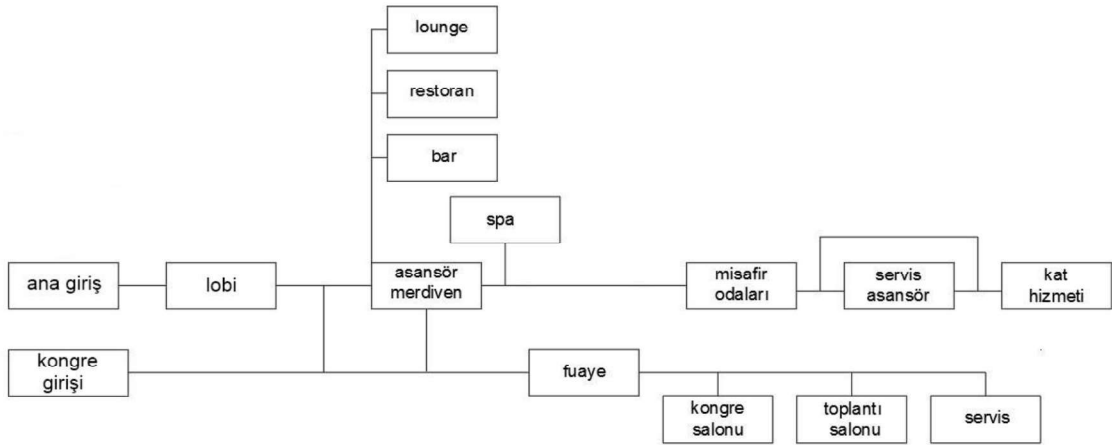 lounge
restoran
bar
spa
ana giriş
lobi
asansör
merdiven
misafir
odaları
servis
asansör
kat
hizmeti
kongre
girişi
fuaye
kongre
salonu
toplantı
salonu
servis